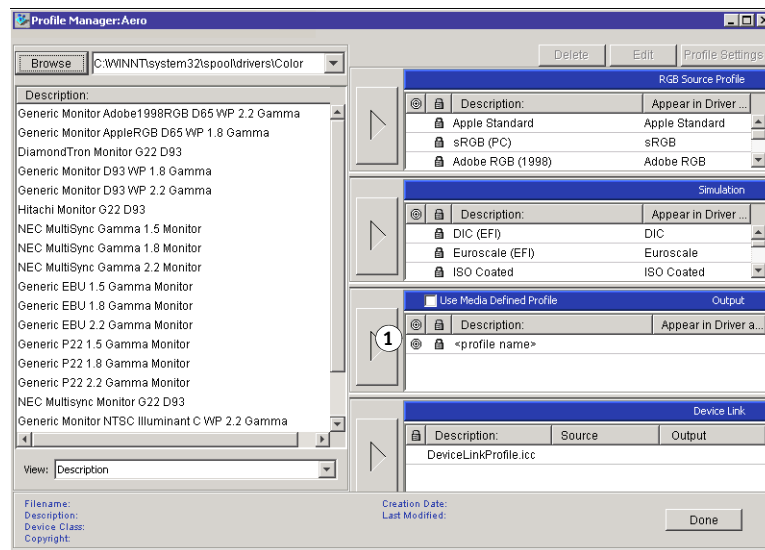 Profile Manager:Aero
Delete Edit Profile Settings
Browse C:\WINNT\system32\spool\drivers\Color
Description:
Generic Monitor Adobe1998RGB D65 WP 2.2 Gamma
Generic Monitor AppleRGB D65 WP 1.8 Gamma
DiamondTron Monitor G22 D93
Generic Monitor D93 WP 1.8 Gamma
Generic Monitor D93 WP 2.2 Gamma
Hitachi Monitor G22 D93
NEC MultiSync Gamma 1.5 Monitor
NEC MultiSync Gamma 1.8 Monitor
NEC MultiSync Gamma 2.2 Monitor
Generic EBU 1.5 Gamma Monitor
Generic EBU 1.8 Gamma Monitor
Generic EBU 2.2 Gamma Monitor
Generic P22 1.5 Gamma Monitor
Generic P22 1.8 Gamma Monitor
Generic P22 2.2 Gamma Monitor
NEC Multisync Monitor G22 D93
Generic Monitor NTSC Illuminant C WP 2.2 Gamma
View: Description
RGB Source Profile
Description: Appear in Driver ...
Apple Standard Apple Standard
sRGB (PC) sRGB
Adobe RGB (1998) Adobe RGB
Simulation
Description: Appear in Driver ...
DIC (EFI) DIC
Euroscale (EFI) Euroscale
ISO Coated ISO Coated
Use Media Defined Profile Output
1
Description: Appear in Driver a...
<profile name>
Device Link
Description: Source Output
DeviceLinkProfile.icc
Filename:
Description:
Device Class:
Copyright:
Creation Date:
Last Modified:
Done